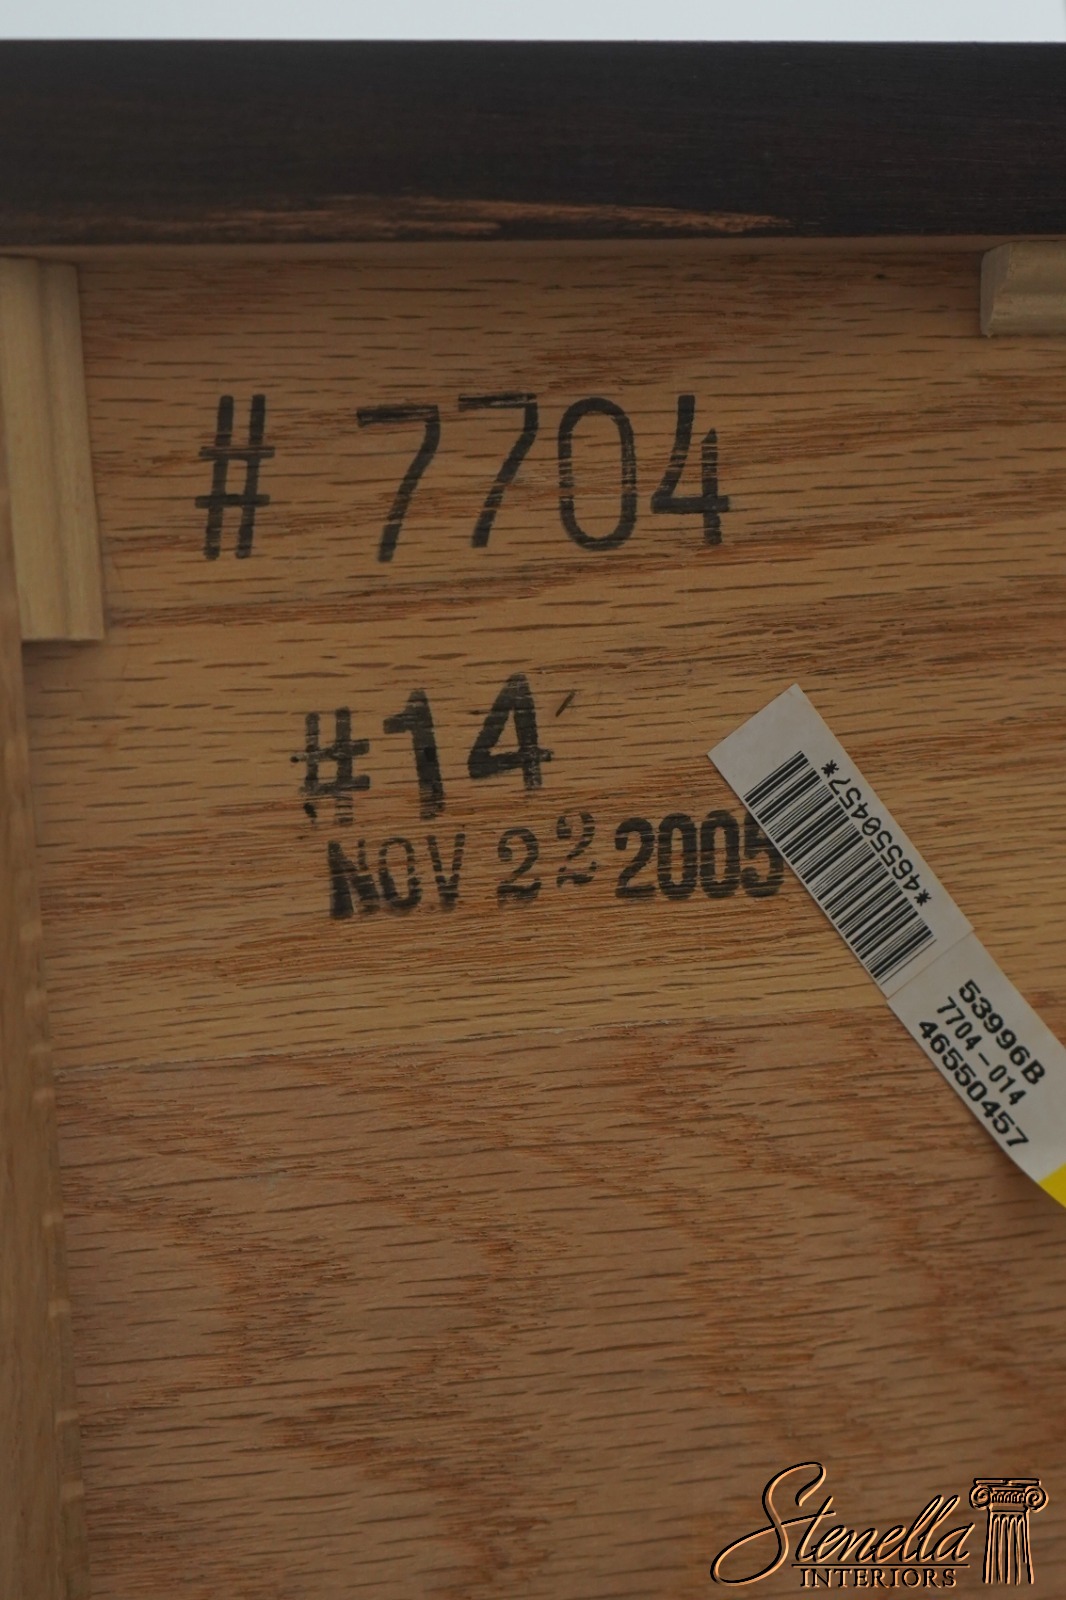 # 7704
#14
NOV 22 2005
*46550457*
53996B
7704-014
46550457
Stenella
INTERIORS